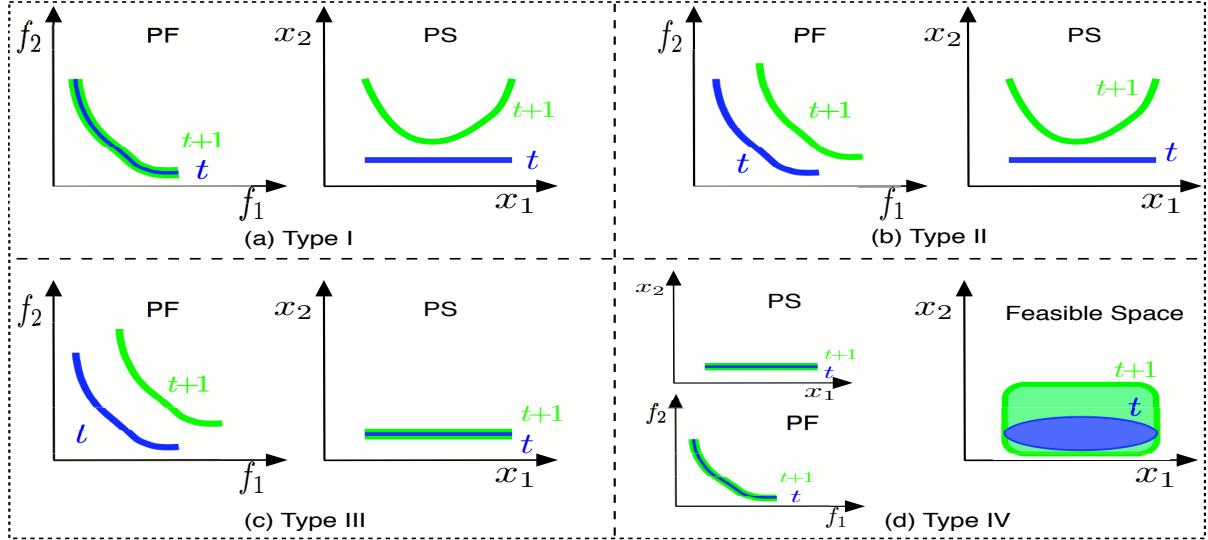 f₂
PF
t+1
t
f₁
x₂
PS
t+1
t
x₁
(a) Type I
f₂
PF
t+1
t
f₁
x₂
PS
t+1
t
x₁
(b) Type II
f₂
PF
t+1
t
f₁
x₂
PS
t+1
t
x₁
(c) Type III
x₂
PS
t+1
t
x₁
f₂
PF
t+1
t
f₁
x₂
Feasible Space
t+1
t
x₁
(d) Type IV